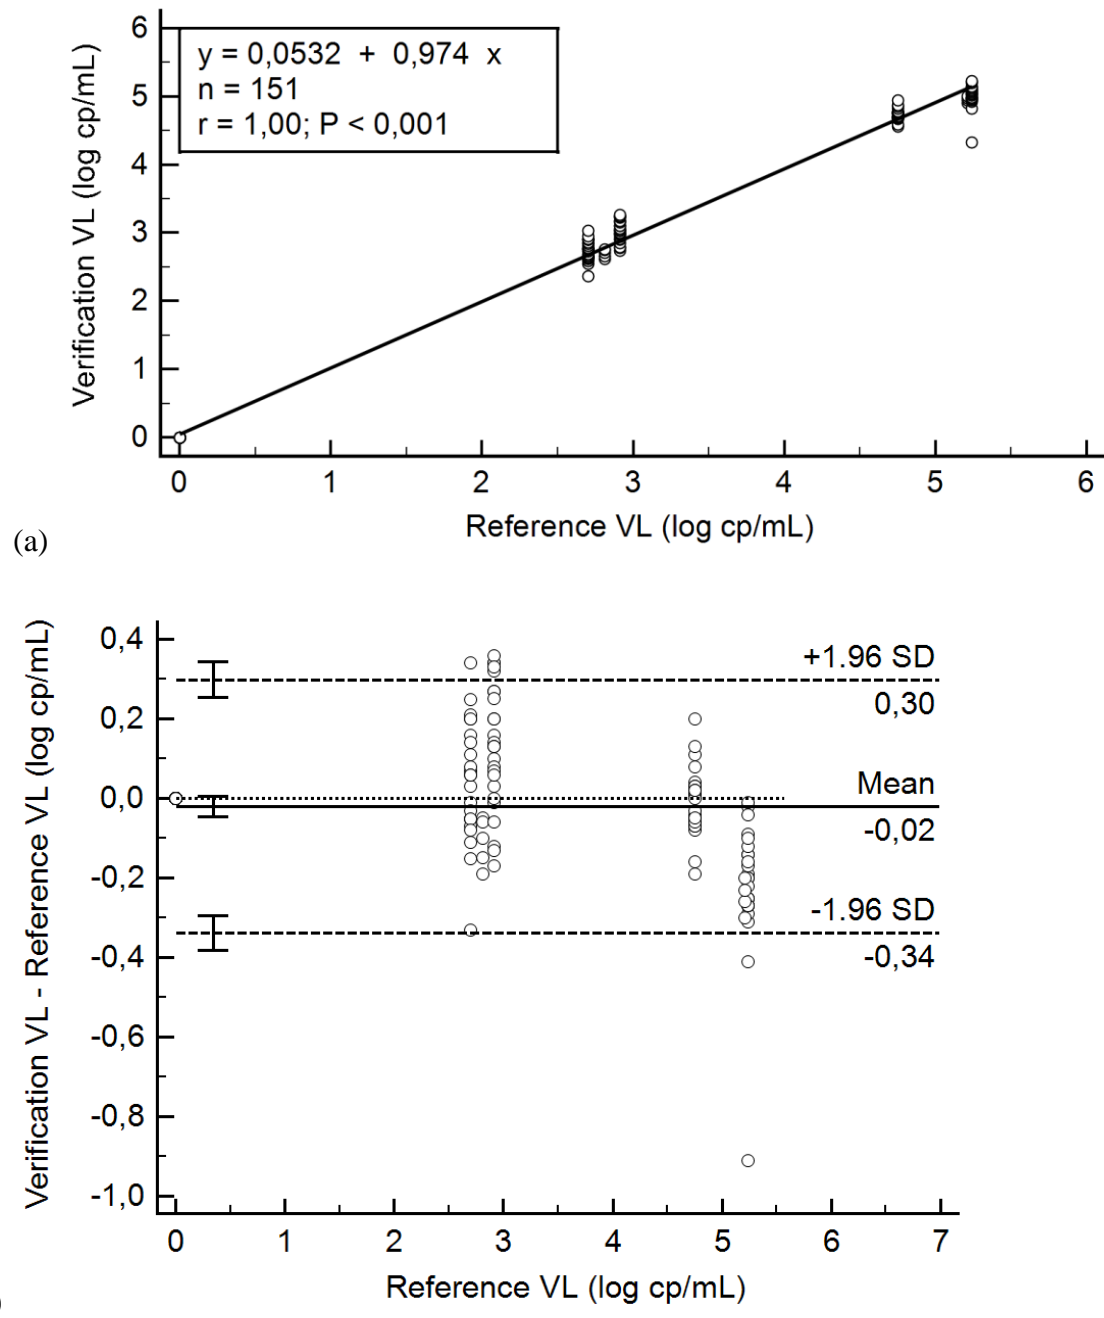 Verification VL (log cp/mL)
6
5
4
3
2
1
0
y = 0,0532 + 0,974 x
n = 151
r = 1,00; P < 0,001
0 1 2 3 4 5 6
Reference VL (log cp/mL)
(a)
Verification VL - Reference VL (log cp/mL)
0,4
0,2
0,0
-0,2
-0,4
-0,6
-0,8
-1,0
+1.96 SD
0,30
Mean
-0,02
-1.96 SD
-0,34
0 1 2 3 4 5 6 7
Reference VL (log cp/mL)
)